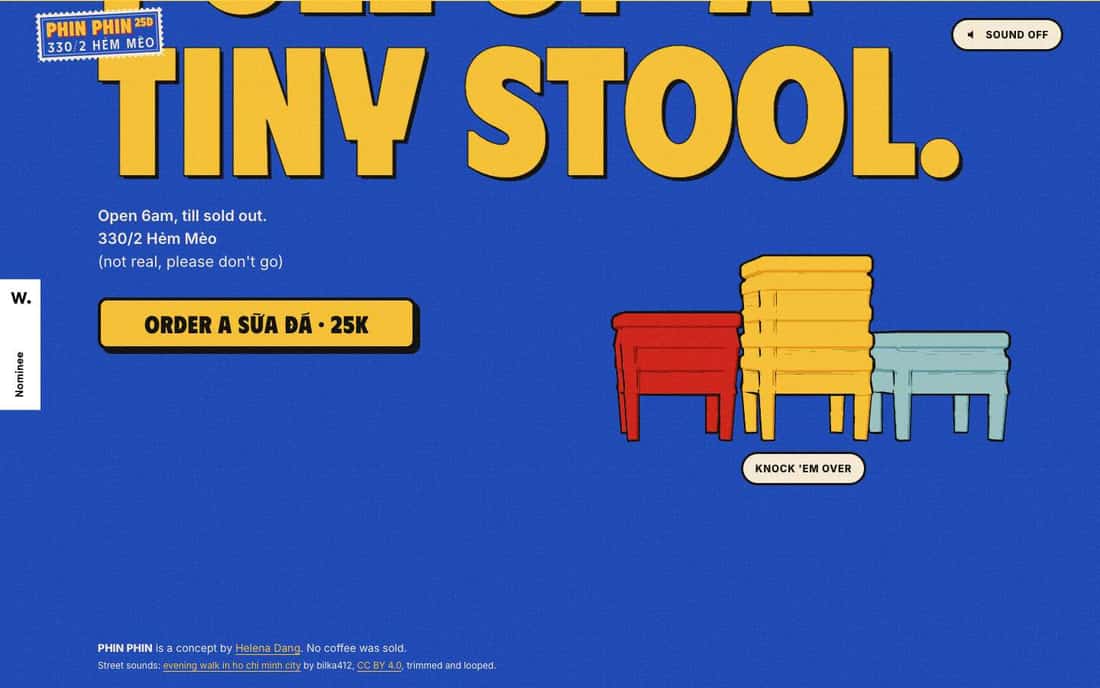 PHIN PHIN 25Đ
330/2 HẺM MÈO
SOUND OFF
TINY STOOL.
Open 6am, till sold out.
330/2 Hẻm Mèo
(not real, please don't go)
ORDER A SỮA ĐÁ · 25K
W.
Nominee
KNOCK 'EM OVER
PHIN PHIN is a concept by Helena Dang. No coffee was sold.
Street sounds: evening walk in ho chi minh city by bilka412, CC BY 4.0, trimmed and looped.